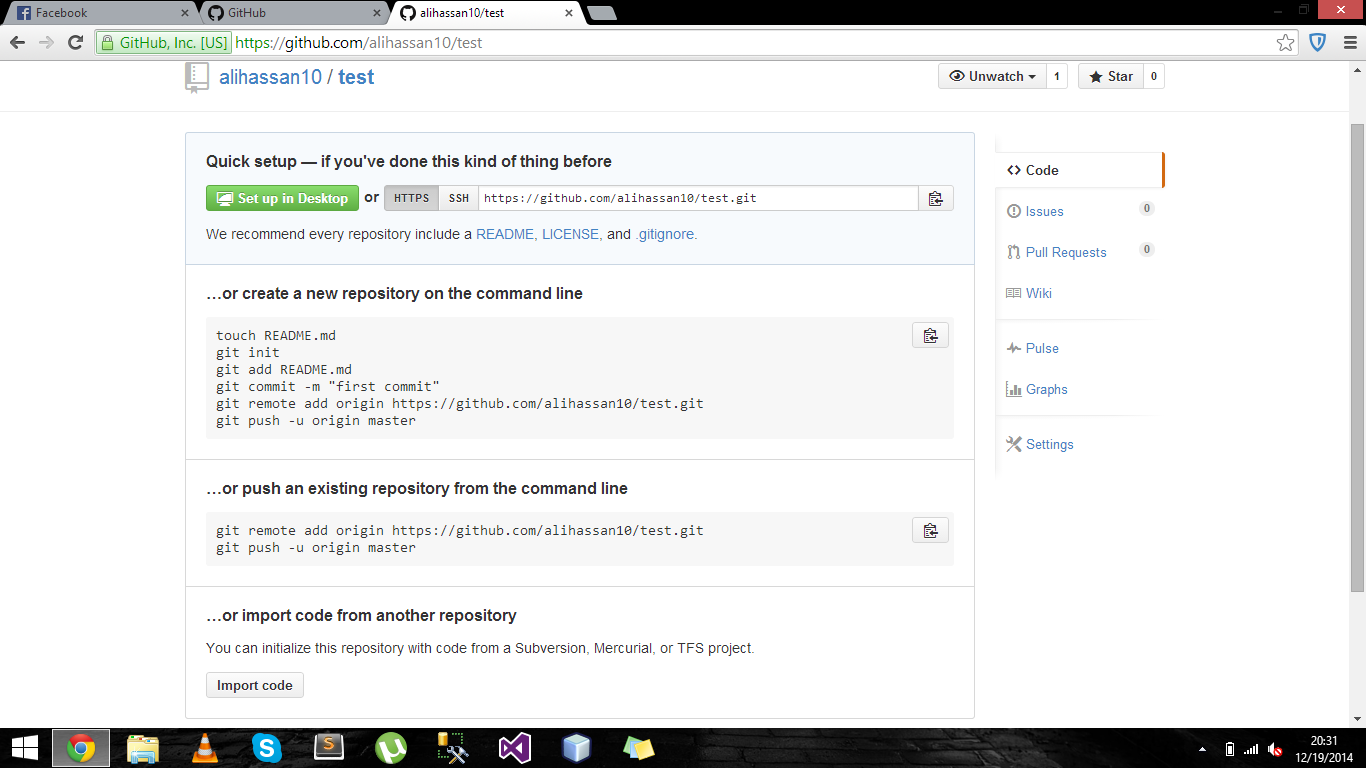 Facebook
GitHub
alihassan10/test
GitHub, Inc. [US] https://github.com/alihassan10/test
alihassan10 / test
Unwatch 1
Star 0
Quick setup — if you've done this kind of thing before
Set up in Desktop or HTTPS SSH https://github.com/alihassan10/test.git
We recommend every repository include a README, LICENSE, and .gitignore.
…or create a new repository on the command line
touch README.md
git init
git add README.md
git commit -m "first commit"
git remote add origin https://github.com/alihassan10/test.git
git push -u origin master
…or push an existing repository from the command line
git remote add origin https://github.com/alihassan10/test.git
git push -u origin master
…or import code from another repository
You can initialize this repository with code from a Subversion, Mercurial, or TFS project.
Import code
Code
Issues 0
Pull Requests 0
Wiki
Pulse
Graphs
Settings
20:31
12/19/2014